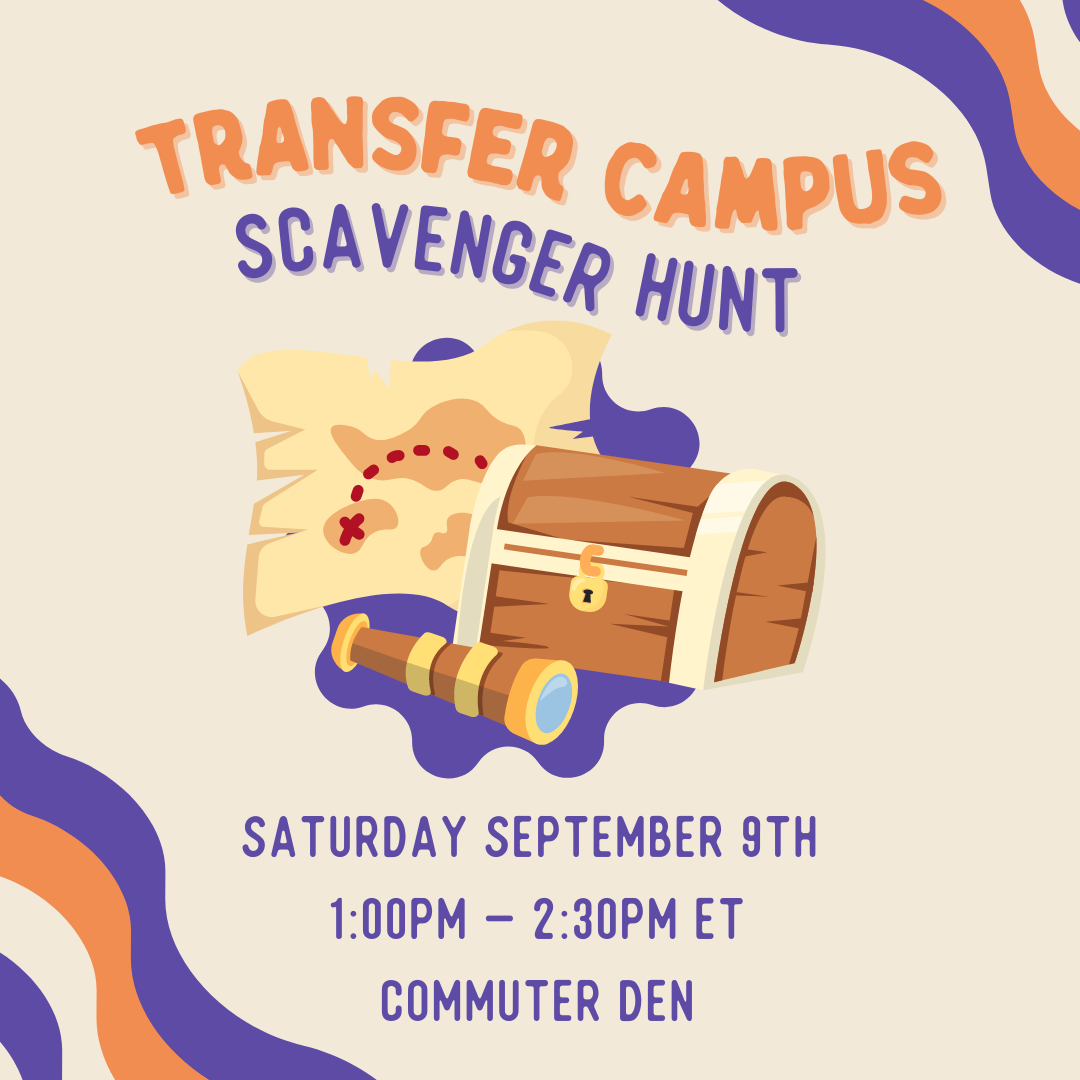 TRANSFER CAMPUS
SCAVENGER HUNT
SATURDAY SEPTEMBER 9TH
1:00PM – 2:30PM ET
COMMUTER DEN